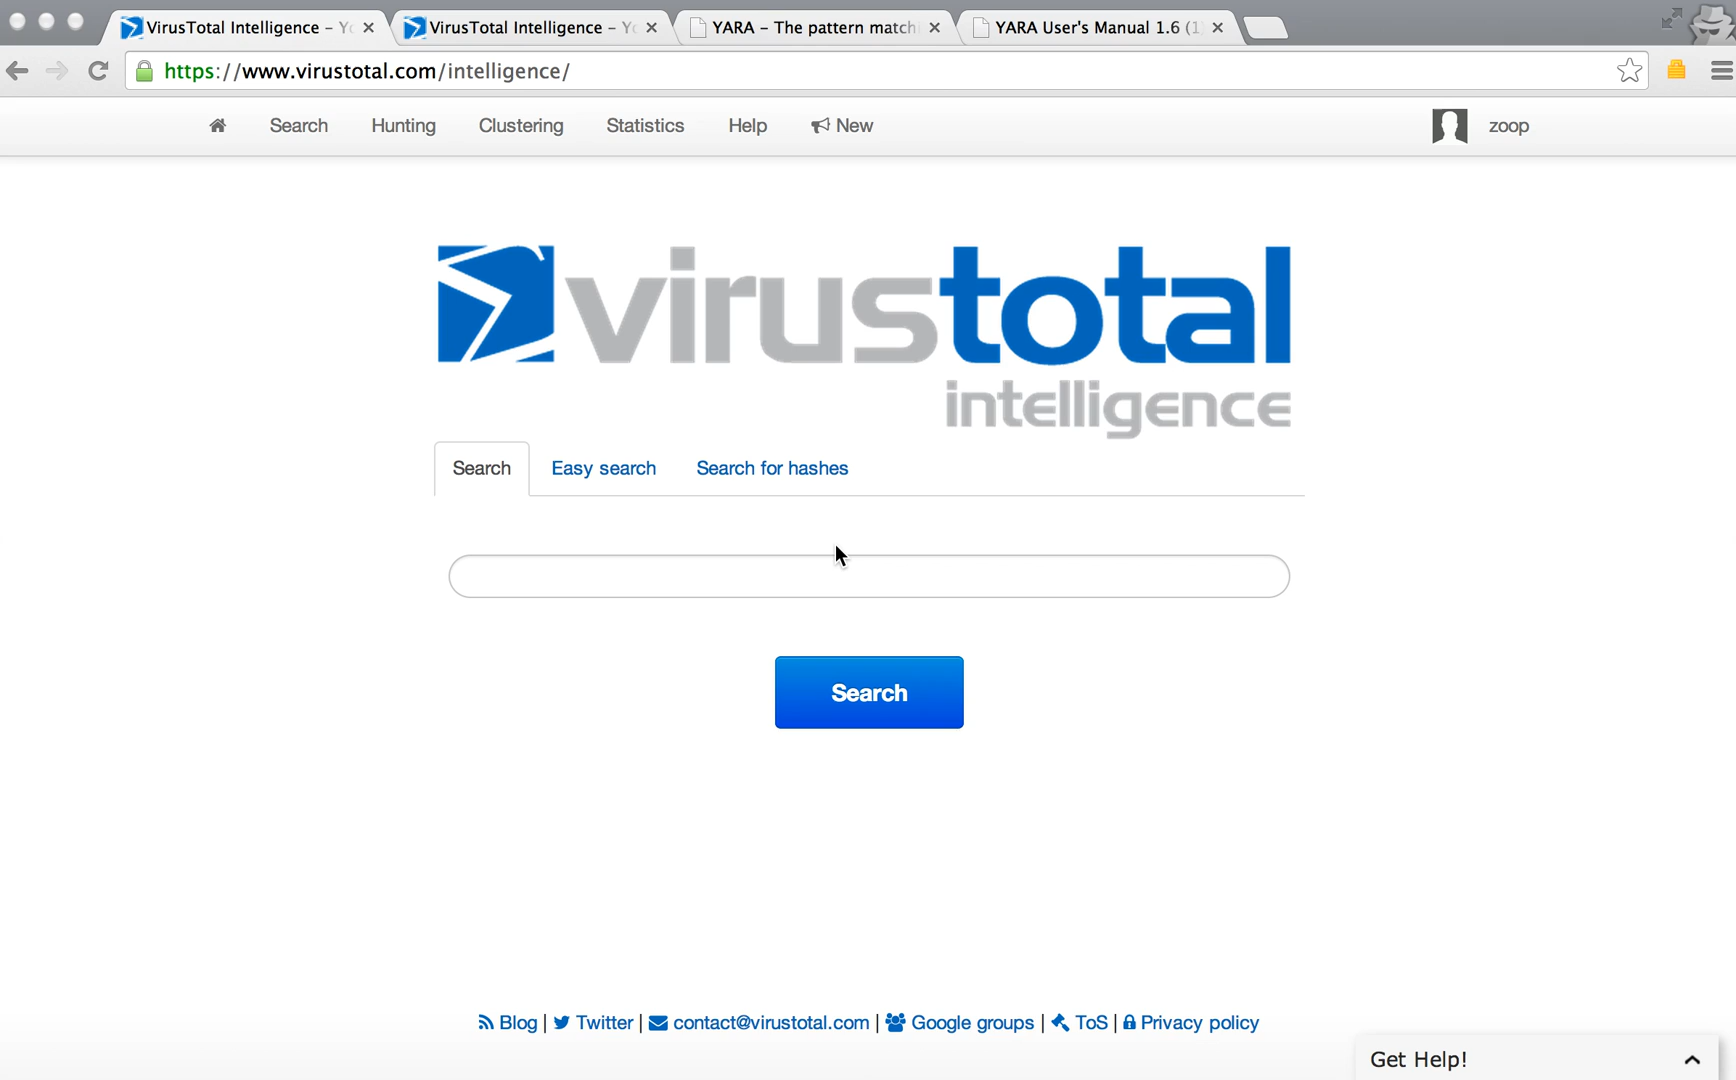 VirusTotal Intelligence – Yo
VirusTotal Intelligence – Yo
YARA – The pattern match
YARA User's Manual 1.6 (1
https://www.virustotal.com/intelligence/
Search Hunting Clustering Statistics Help New zoop
virustotal
intelligence
Search Easy search Search for hashes
Search
Blog | Twitter | contact@virustotal.com | Google groups | ToS | Privacy policy
Get Help!